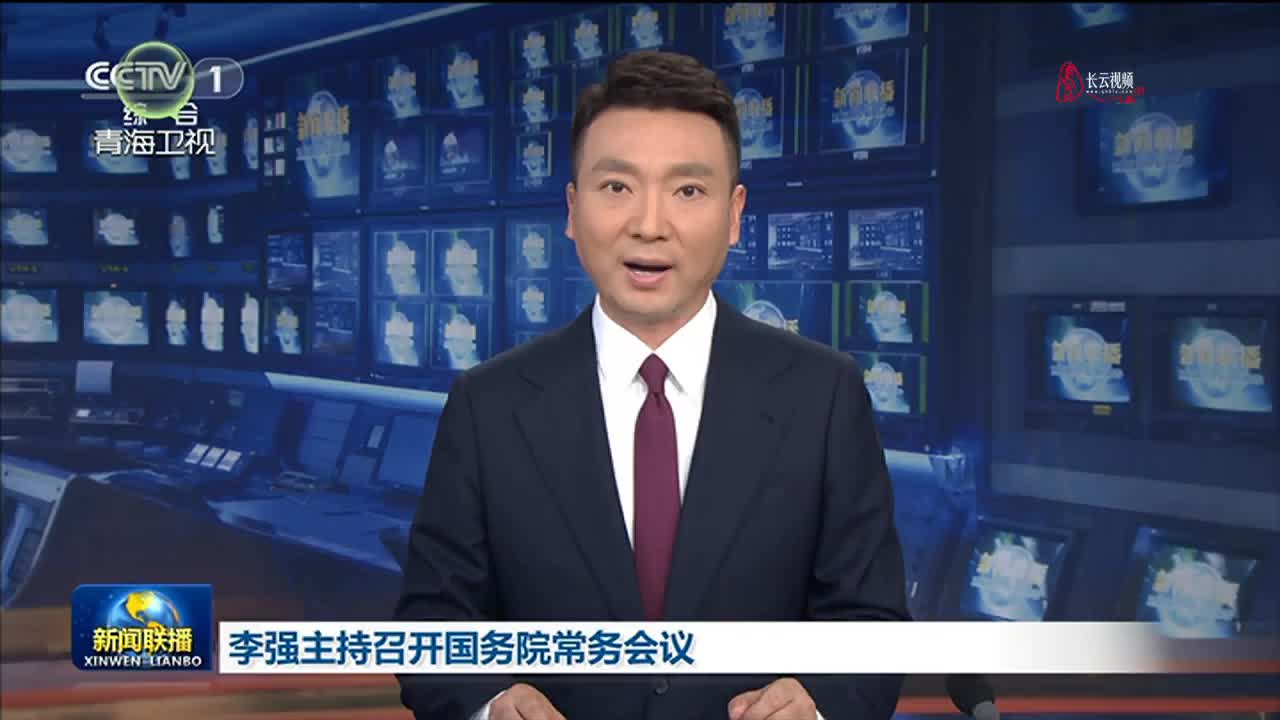 CCTV 1
综合
青海卫视
长云视频
新闻联播
XINWEN LIANBO
李强主持召开国务院常务会议